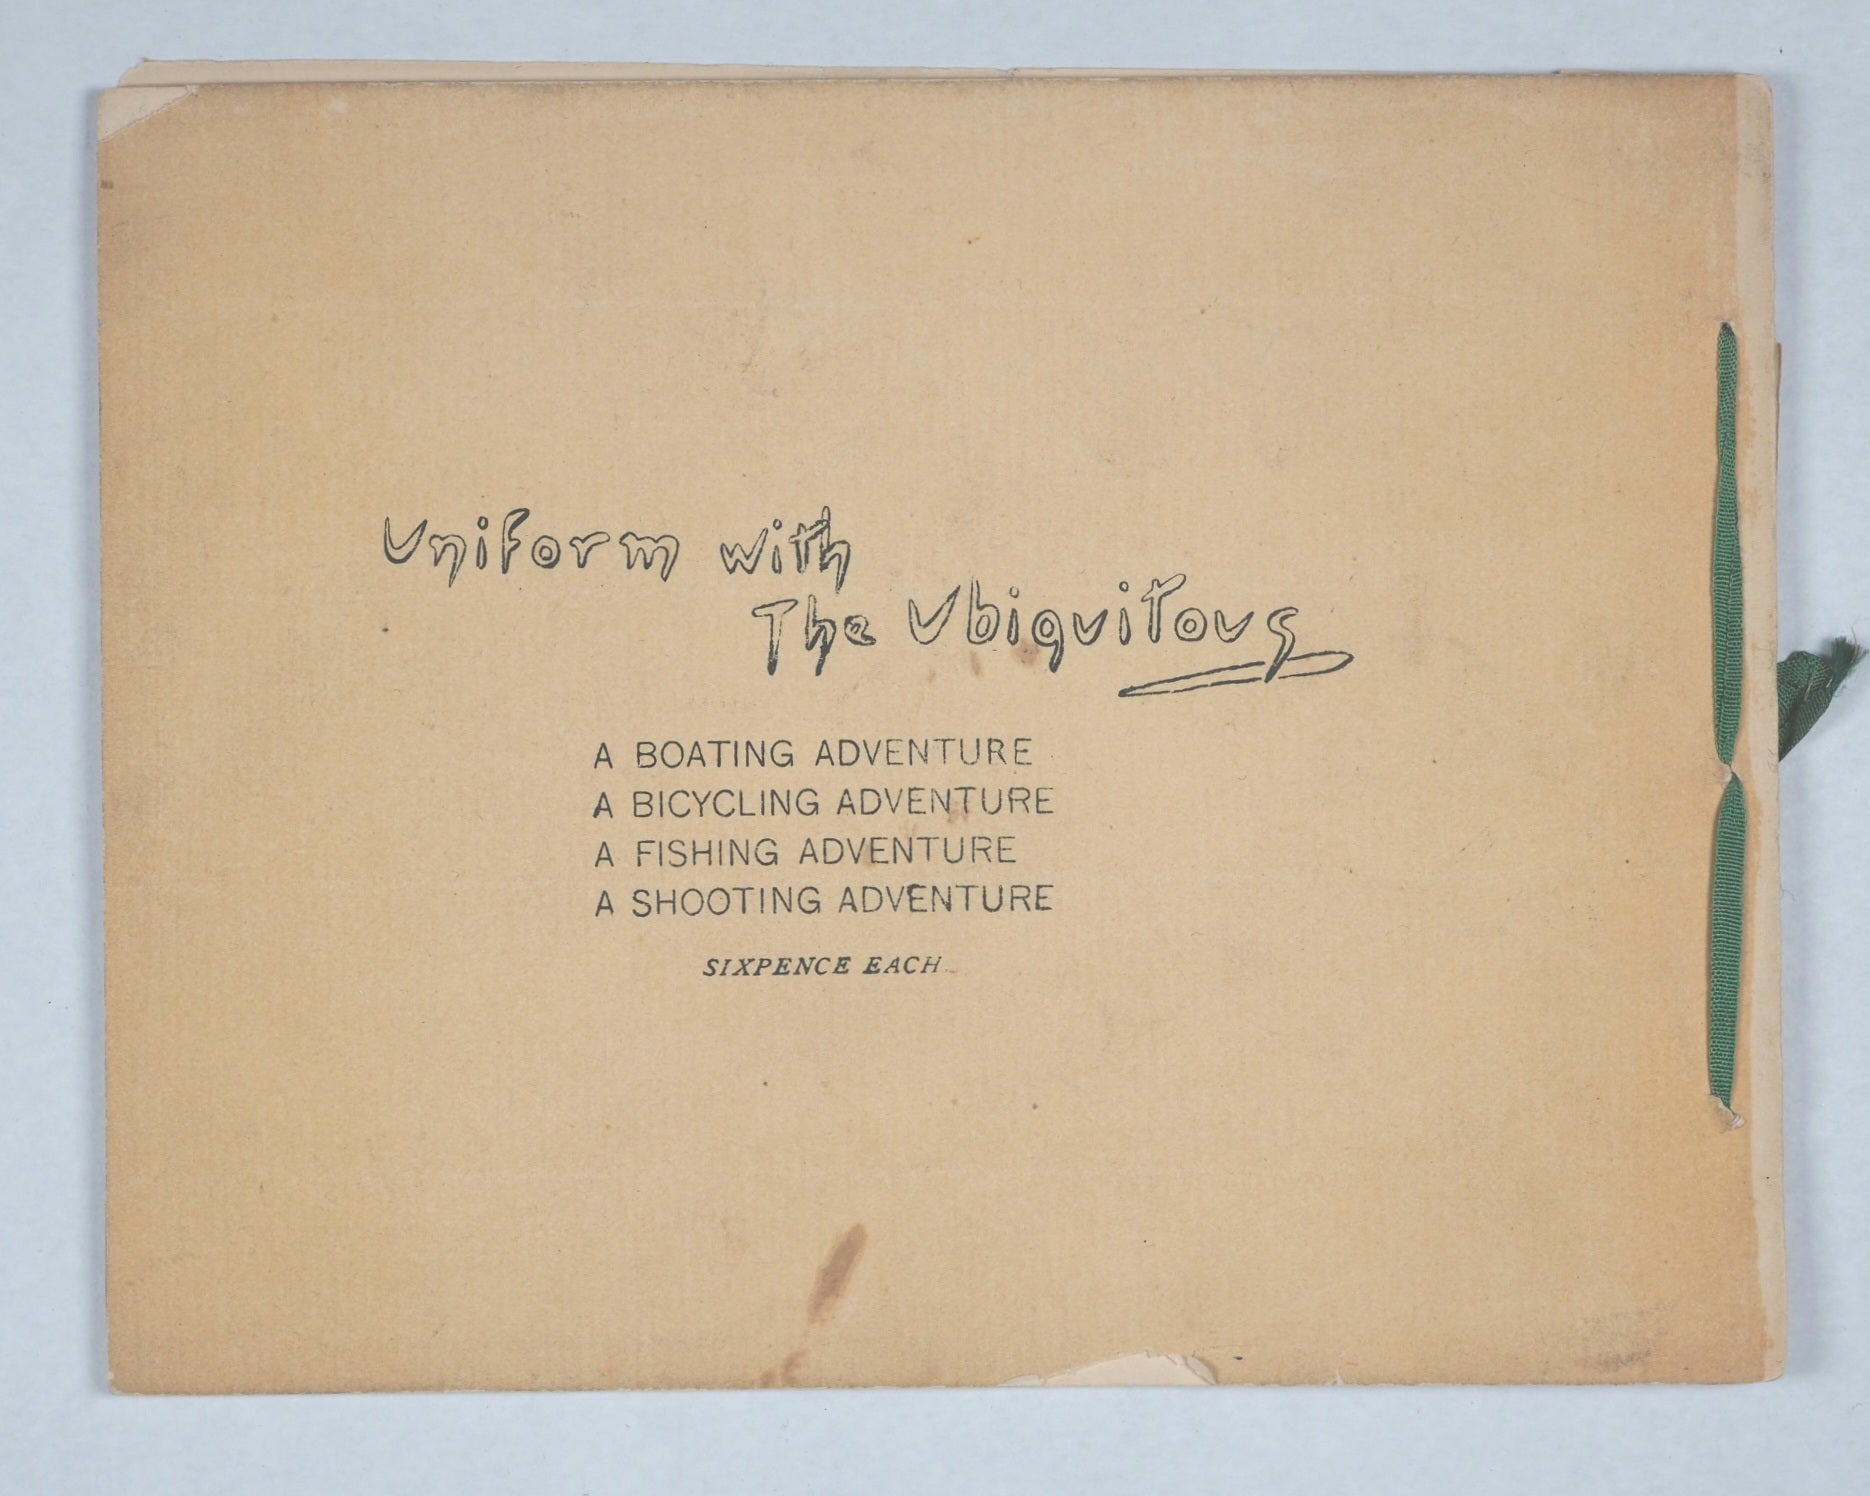 Uniform with
The Ubiquitous
A BOATING ADVENTURE
A BICYCLING ADVENTURE
A FISHING ADVENTURE
A SHOOTING ADVENTURE
SIXPENCE EACH.